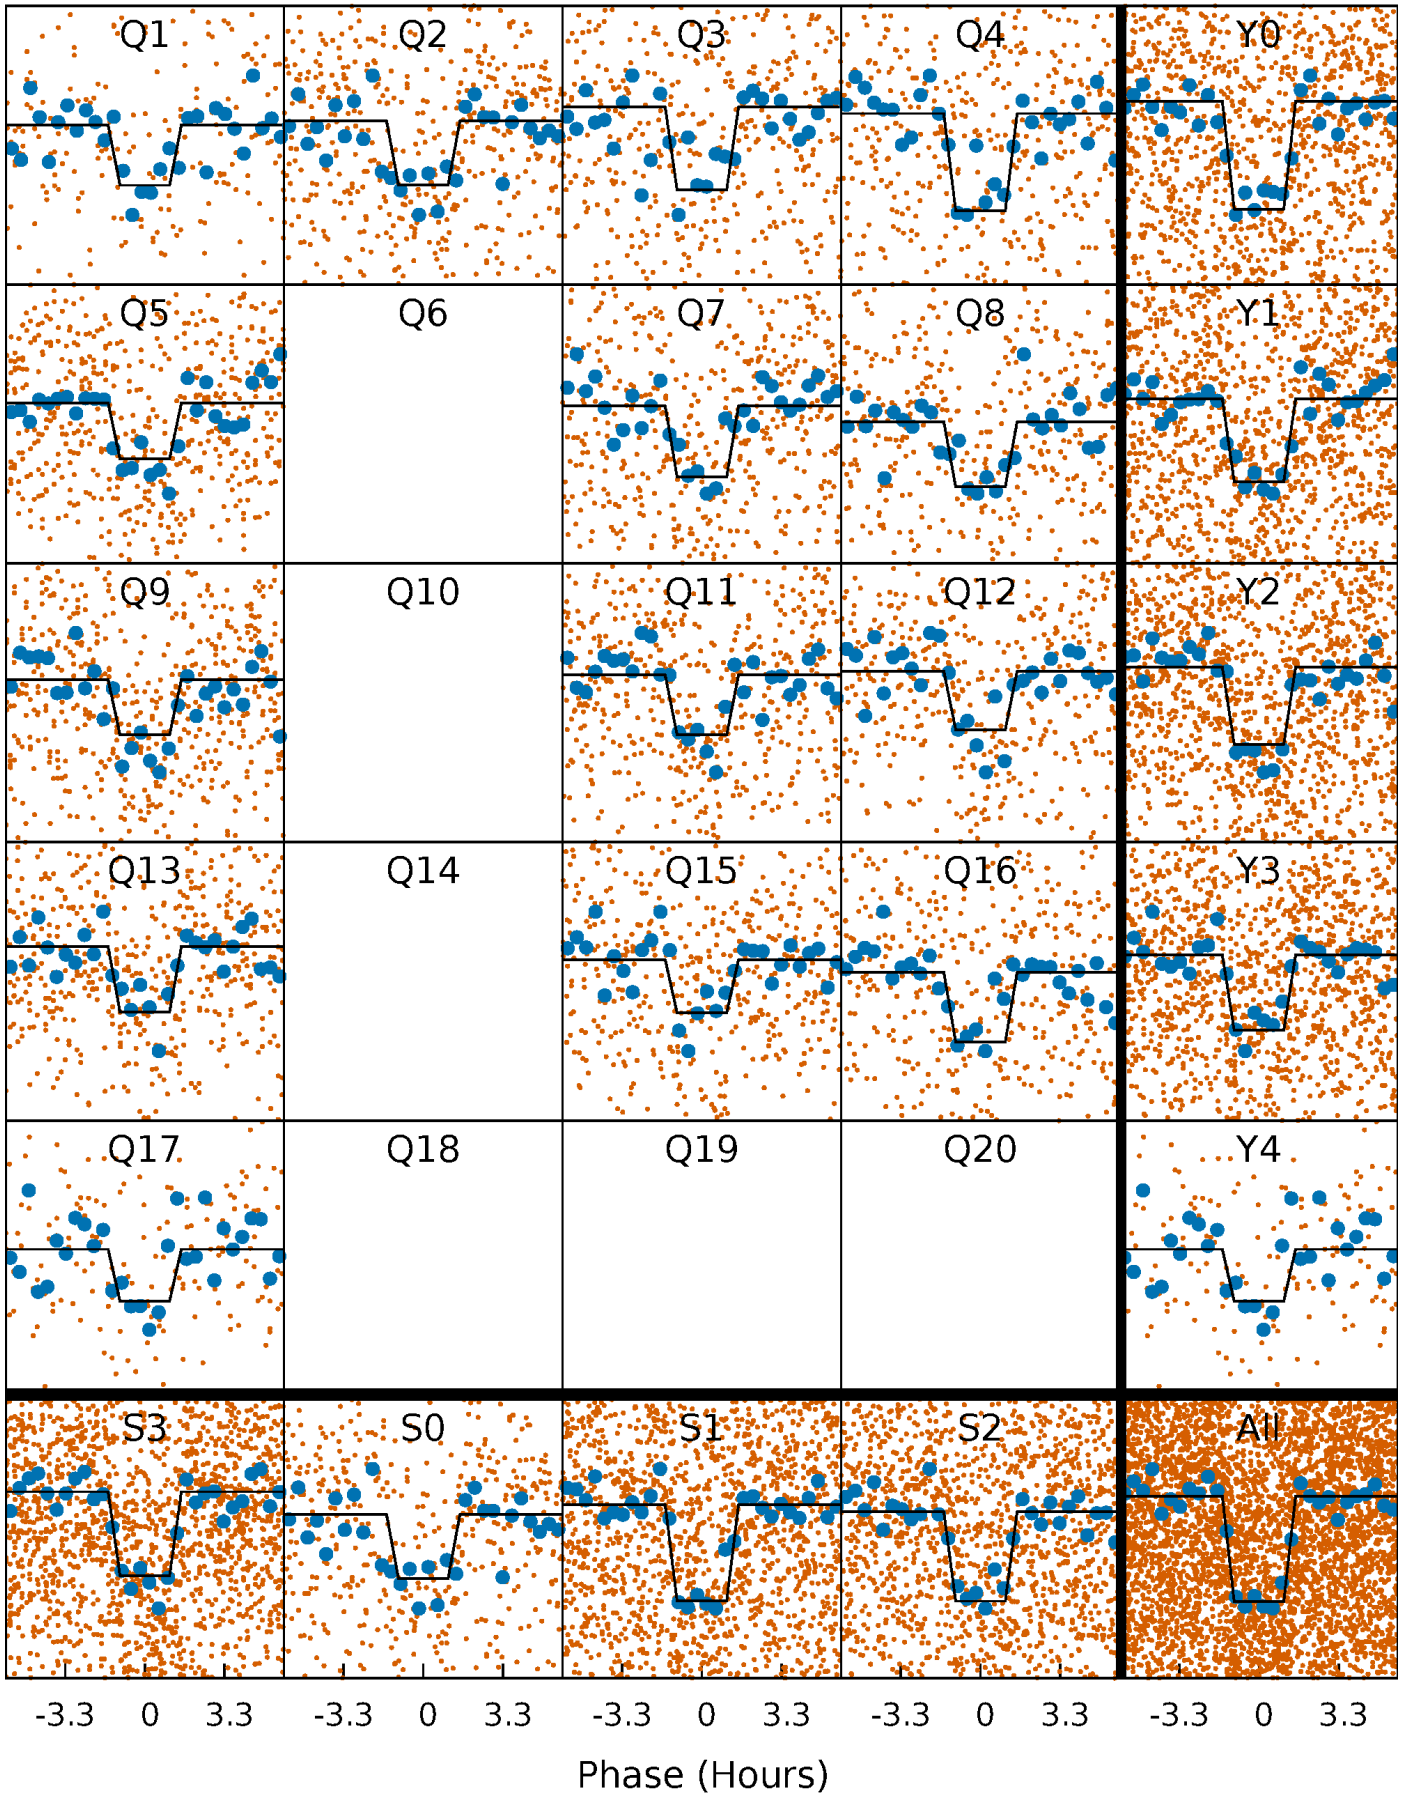 Q1 Q2 Q3 Q4 Y0
Q5 Q6 Q7 Q8 Y1
Q9 Q10 Q11 Q12 Y2
Q13 Q14 Q15 Q16 Y3
Q17 Q18 Q19 Q20 Y4
S3 S0 S1 S2 All
-3.3 0 3.3 -3.3 0 3.3 -3.3 0 3.3 -3.3 0 3.3 -3.3 0 3.3
Phase (Hours)